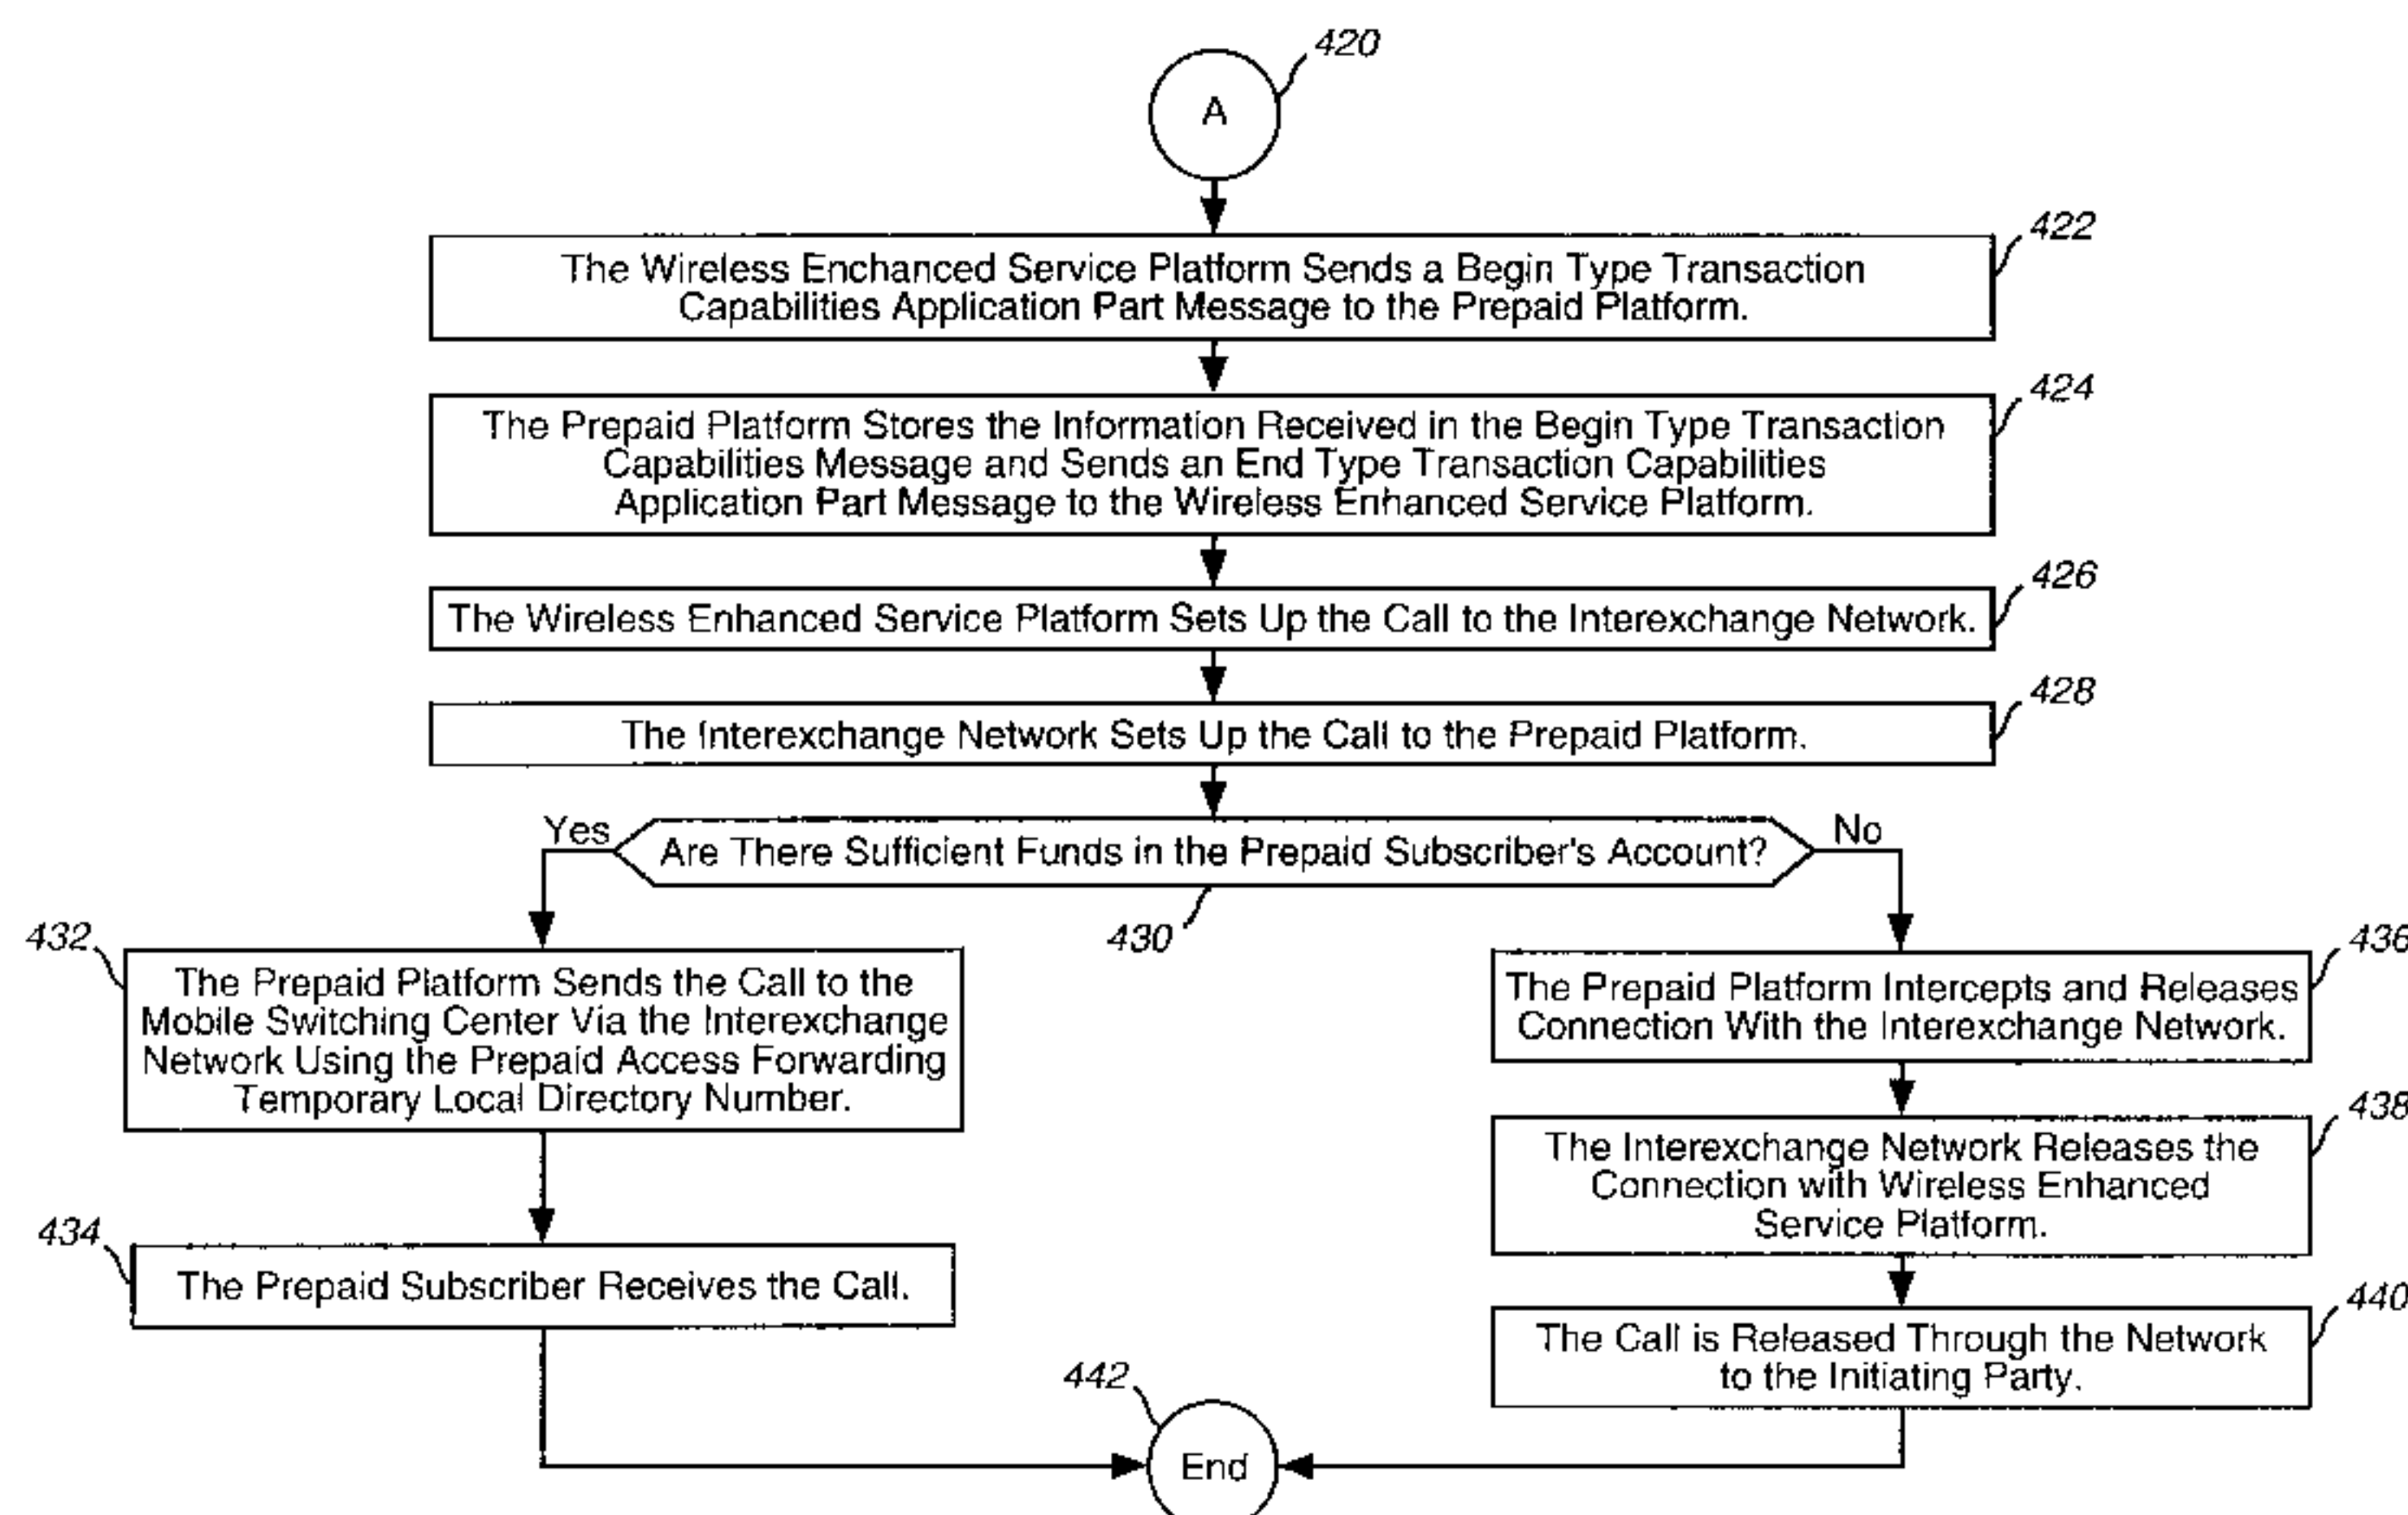 420
A
422
The Wireless Enchanced Service Platform Sends a Begin Type Transaction
Capabilities Application Part Message to the Prepaid Platform.
424
The Prepaid Platform Stores the Information Received in the Begin Type Transaction
Capabilities Message and Sends an End Type Transaction Capabilities
Application Part Message to the Wireless Enhanced Service Platform.
426
The Wireless Enhanced Service Platform Sets Up the Call to the Interexchange Network.
428
The Interexchange Network Sets Up the Call to the Prepaid Platform.
Yes
Are There Sufficient Funds in the Prepaid Subscriber's Account?
No
430
432
The Prepaid Platform Sends the Call to the
Mobile Switching Center Via the Interexchange
Network Using the Prepaid Access Forwarding
Temporary Local Directory Number.
434
The Prepaid Subscriber Receives the Call.
436
The Prepaid Platform Intercepts and Releases
Connection With the Interexchange Network.
438
The Interexchange Network Releases the
Connection with Wireless Enhanced
Service Platform.
440
The Call is Released Through the Network
to the Initiating Party.
442
End